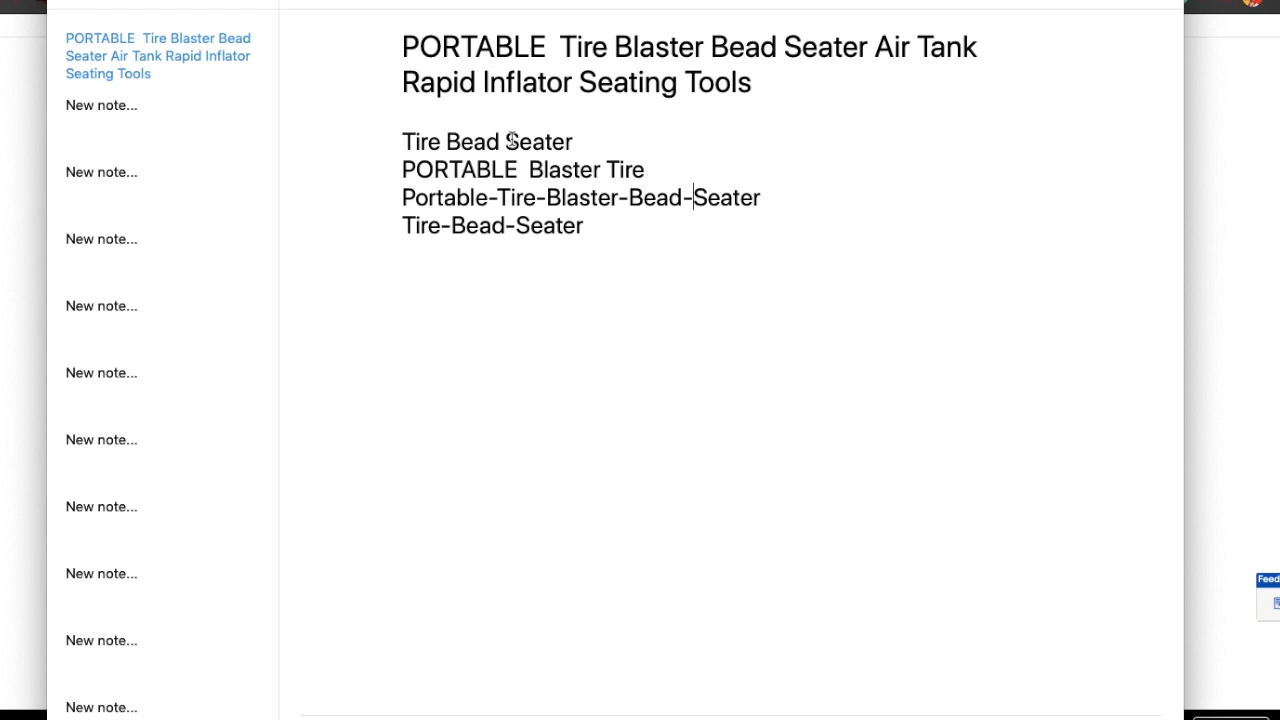 PORTABLE  Tire Blaster Bead
Seater Air Tank Rapid Inflator
Seating Tools
New note...
New note...
New note...
New note...
New note...
New note...
New note...
New note...
New note...
New note...
PORTABLE  Tire Blaster Bead Seater Air Tank
Rapid Inflator Seating Tools
Tire Bead Seater
PORTABLE  Blaster Tire
Portable-Tire-Blaster-Bead-Seater
Tire-Bead-Seater
Feed